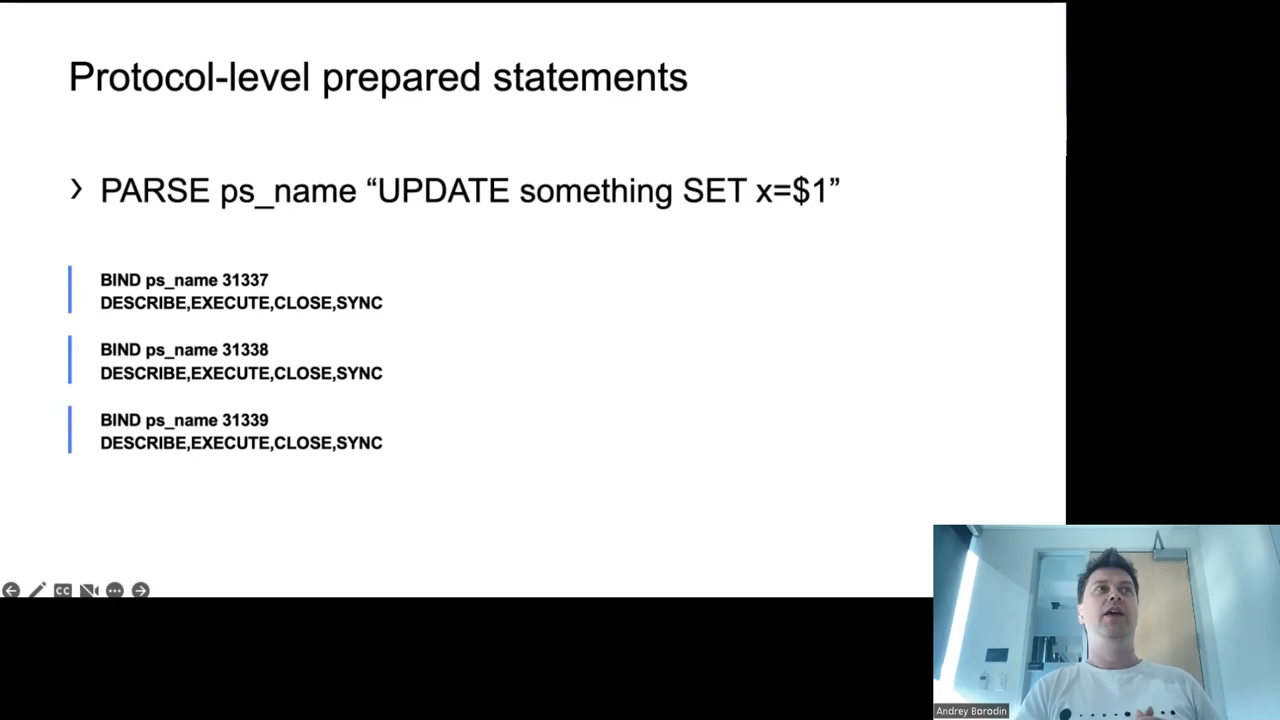 Protocol-level prepared statements
› PARSE ps_name “UPDATE something SET x=$1”
BIND ps_name 31337
DESCRIBE,EXECUTE,CLOSE,SYNC
BIND ps_name 31338
DESCRIBE,EXECUTE,CLOSE,SYNC
BIND ps_name 31339
DESCRIBE,EXECUTE,CLOSE,SYNC
CC
Andrey Borodin